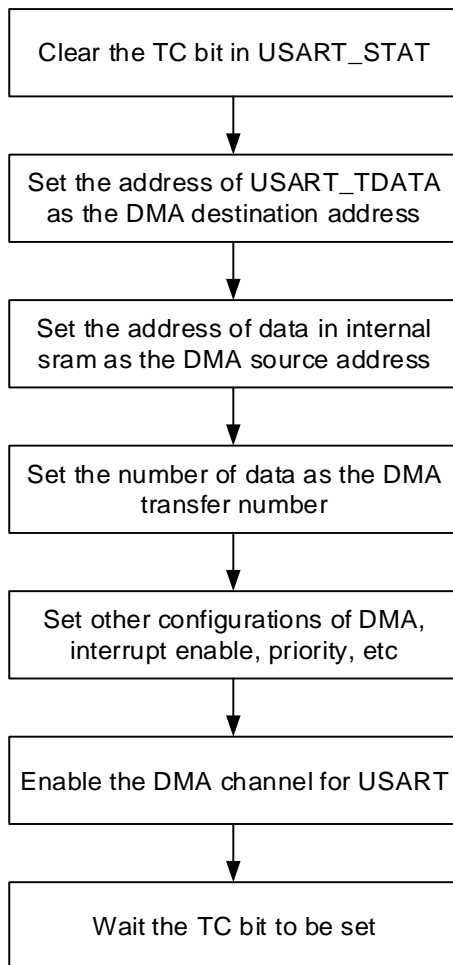 Clear the TC bit in USART_STAT
Set the address of USART_TDATA
as the DMA destination address
Set the address of data in internal
sram as the DMA source address
Set the number of data as the DMA
transfer number
Set other configurations of DMA,
interrupt enable, priority, etc
Enable the DMA channel for USART
Wait the TC bit to be set